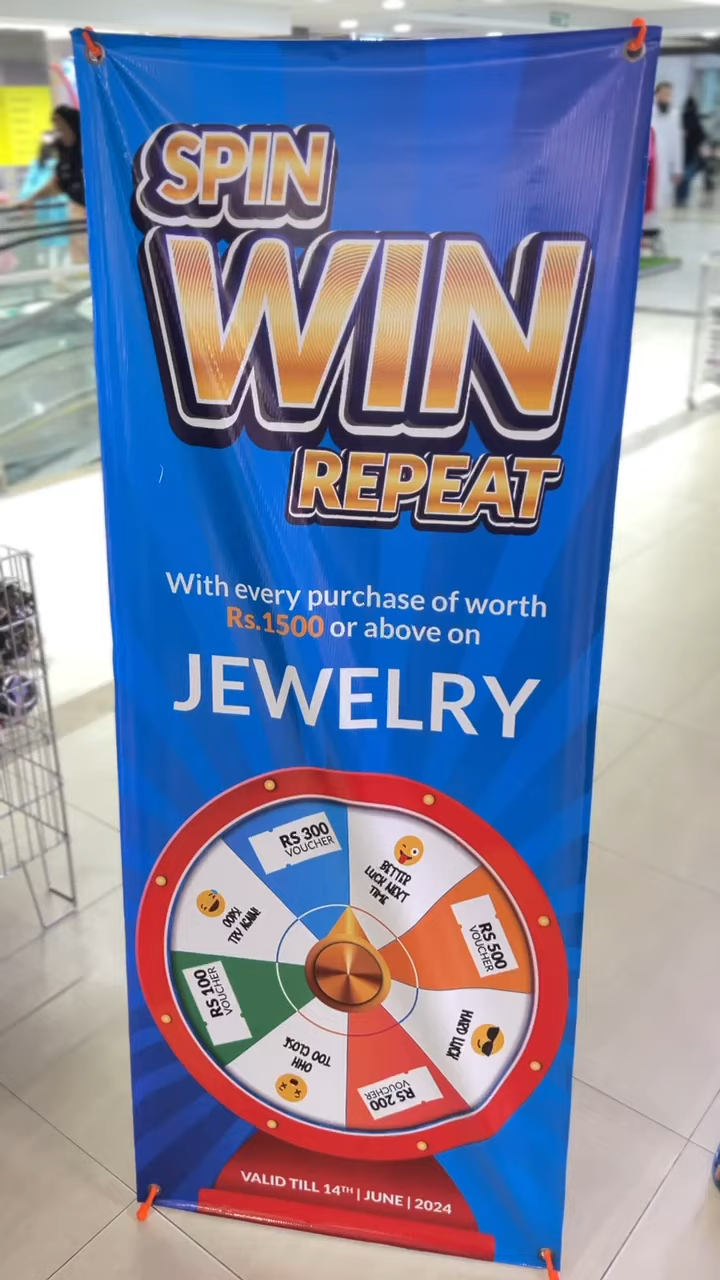 SPIN
WIN
REPEAT
With every purchase of worth
Rs.1500 or above on
JEWELRY
RS 300
VOUCHER
BETTER
LUCK NEXT
TIME
RS 500
VOUCHER
HARD LUCK
RS 200
VOUCHER
OHH
TOO CLOSE
RS 100
VOUCHER
OOPS!
TRY AGAIN!
VALID TILL 14TH | JUNE | 2024